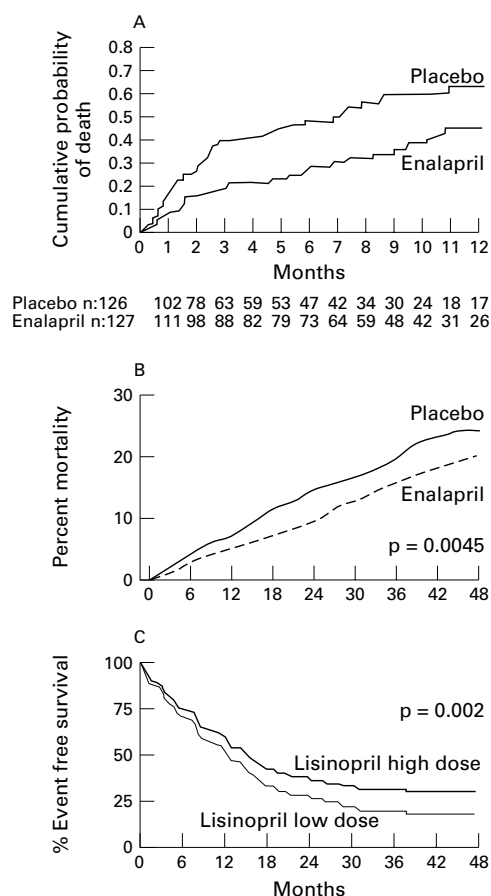 A
Cumulative probability
of death
0.8
0.7
0.6
0.5
0.4
0.3
0.2
0.1
0
Placebo
Enalapril
0 1 2 3 4 5 6 7 8 9 10 11 12
Months
Placebo n:126 102 78 63 59 53 47 42 34 30 24 18 17
Enalapril n:127 111 98 88 82 79 73 64 59 48 42 31 26
B
Percent mortality
30
20
10
0
Placebo
Enalapril
p = 0.0045
0 6 12 18 24 30 36 42 48
C
% Event free survival
100
75
50
25
0
p = 0.002
Lisinopril high dose
Lisinopril low dose
0 6 12 18 24 30 36 42 48
Months